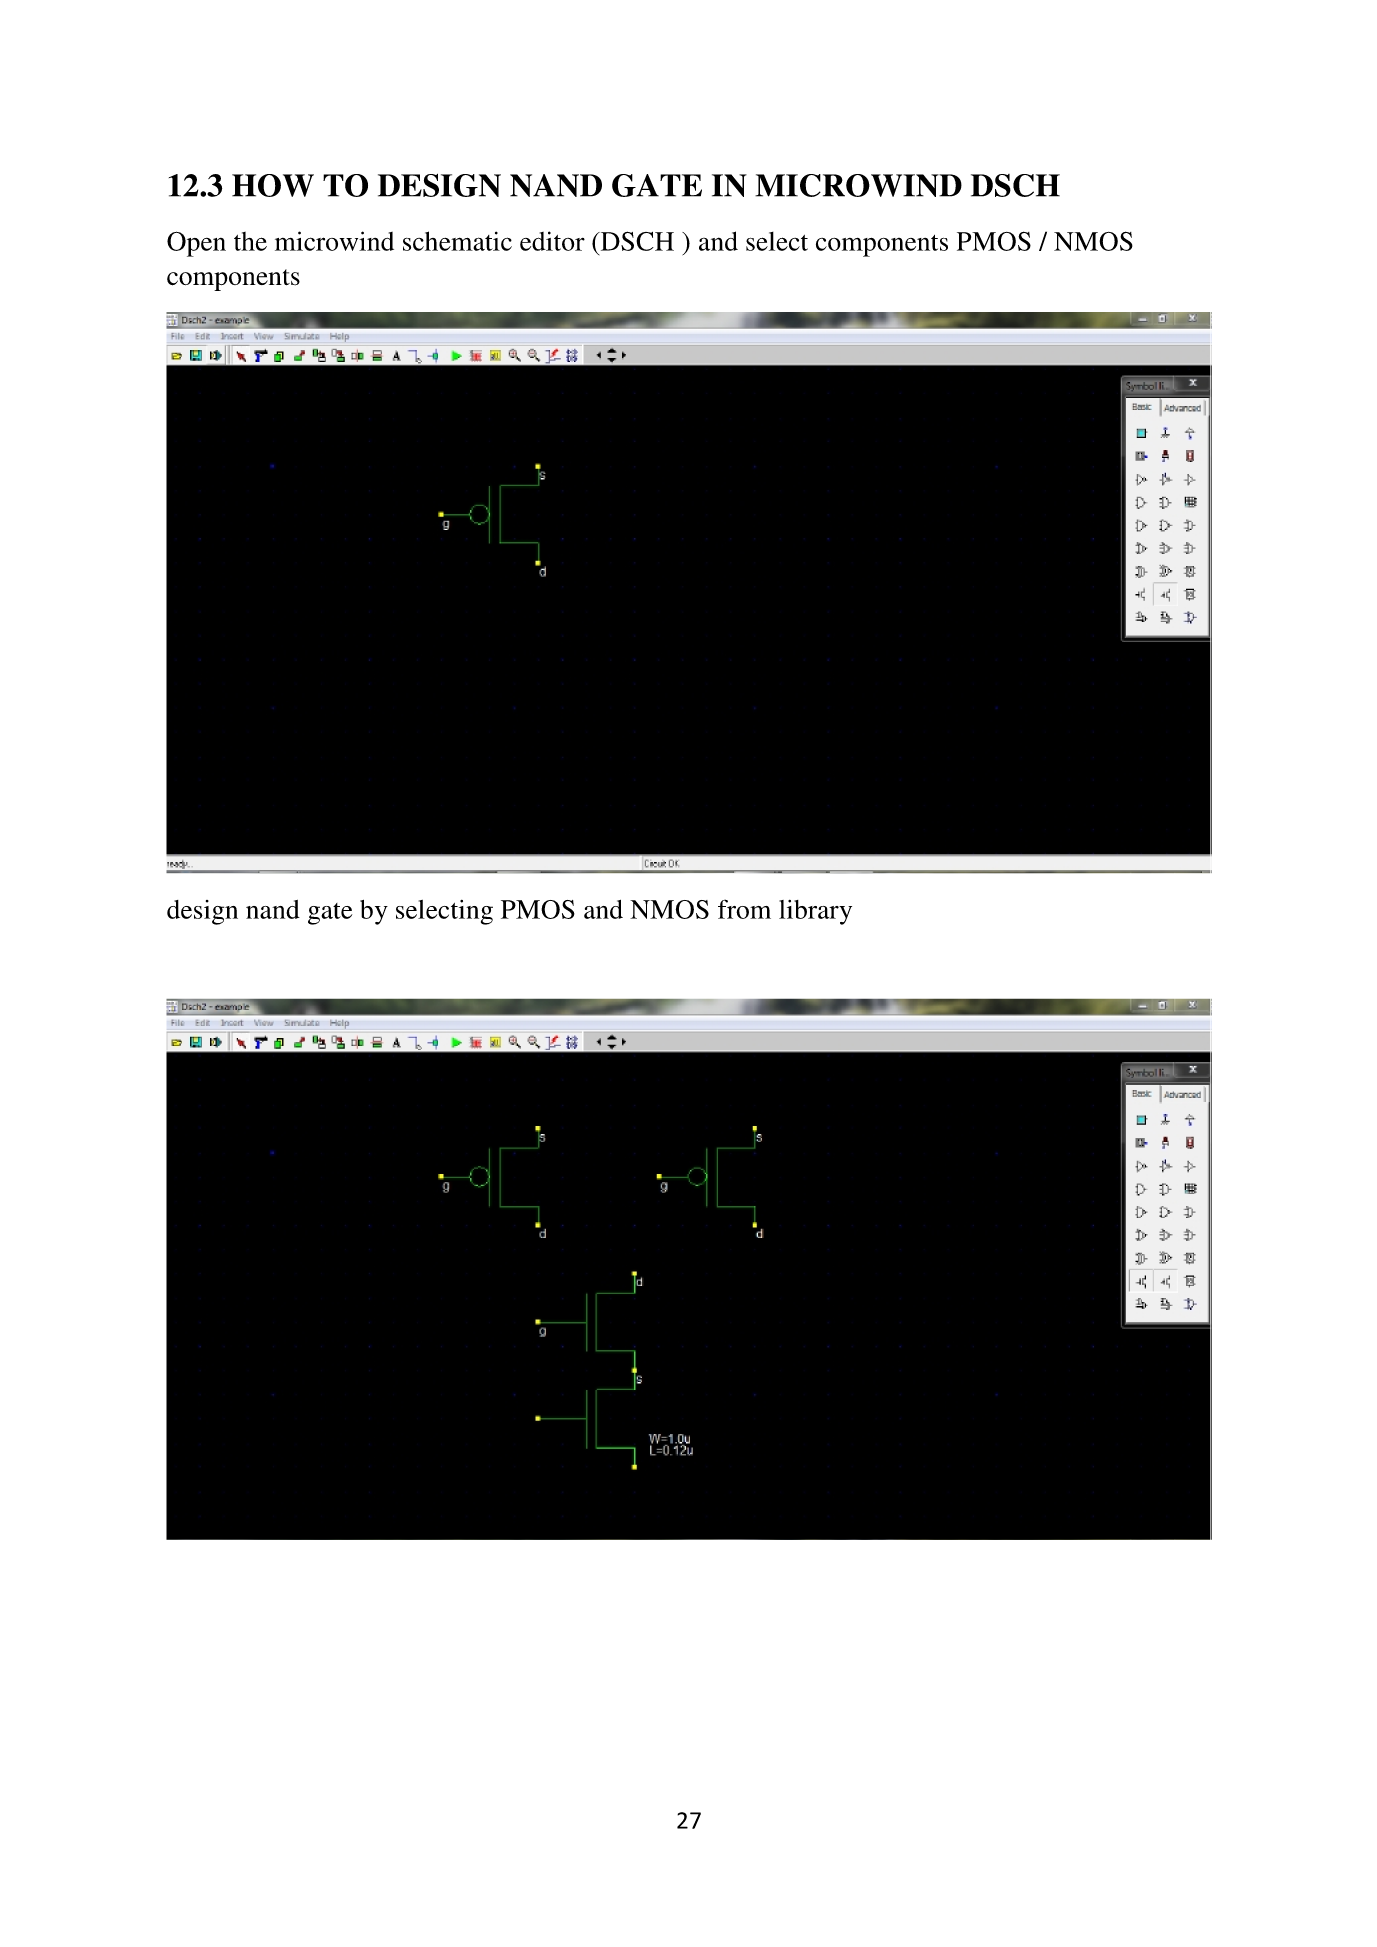 12.3 HOW TO DESIGN NAND GATE IN MICROWIND DSCH
Open the microwind schematic editor (DSCH ) and select components PMOS / NMOS
components
Dsch2 - example
File Edit Insert View Simulate Help
Symbol li...
Basic Advanced
s
g
d
ready...
Circuit OK
design nand gate by selecting PMOS and NMOS from library
Dsch2 - example
File Edit Insert View Simulate Help
Symbol li...
Basic Advanced
s s
g g
d d
d
g
s
W=1.0u
L=0.12u
27